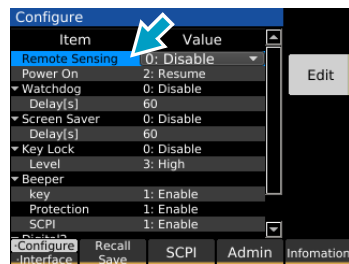 Configure
Item Value
Remote Sensing 0: Disable
Power On 2: Resume
Watchdog 0: Disable
Delay[s] 60
Screen Saver 0: Disable
Delay[s] 60
Key Lock 0: Disable
Level 3: High
Beeper
key 1: Enable
Protection 1: Enable
SCPI 1: Enable
Edit
·Configure
·Interface
Recall
Save
SCPI
Admin
Infomation